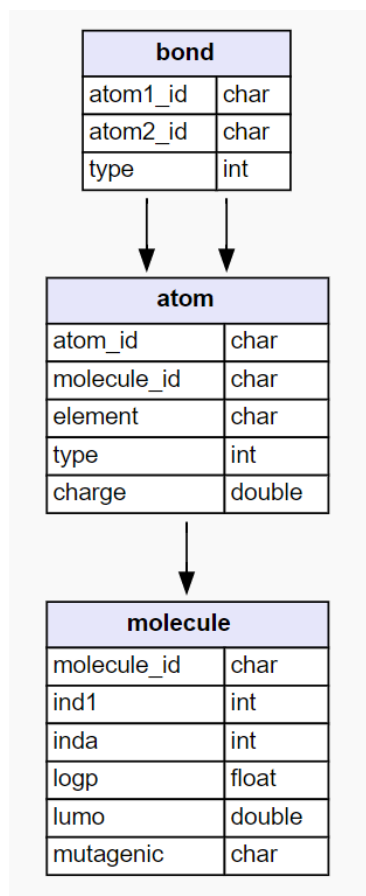 bond
atom1_id char
atom2_id char
type int
atom
atom_id char
molecule_id char
element char
type int
charge double
molecule
molecule_id char
ind1 int
inda int
logp float
lumo double
mutagenic char